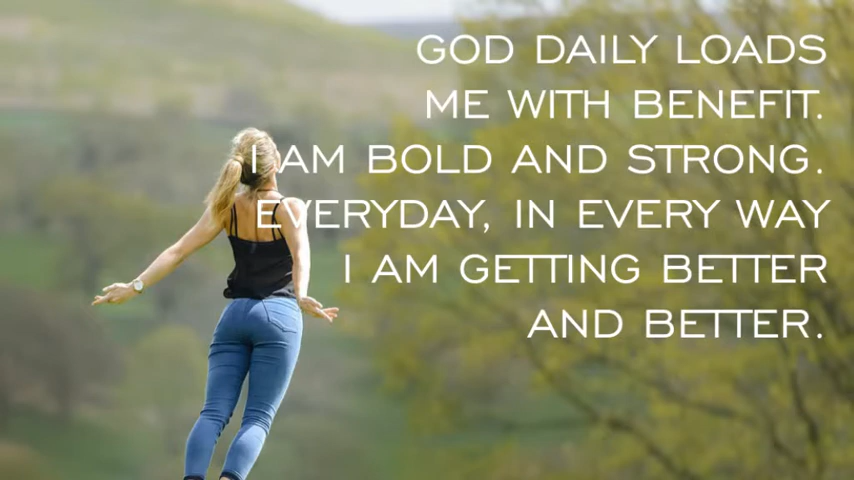 GOD DAILY LOADS
ME WITH BENEFIT.
I AM BOLD AND STRONG.
EVERYDAY, IN EVERY WAY
I AM GETTING BETTER
AND BETTER.